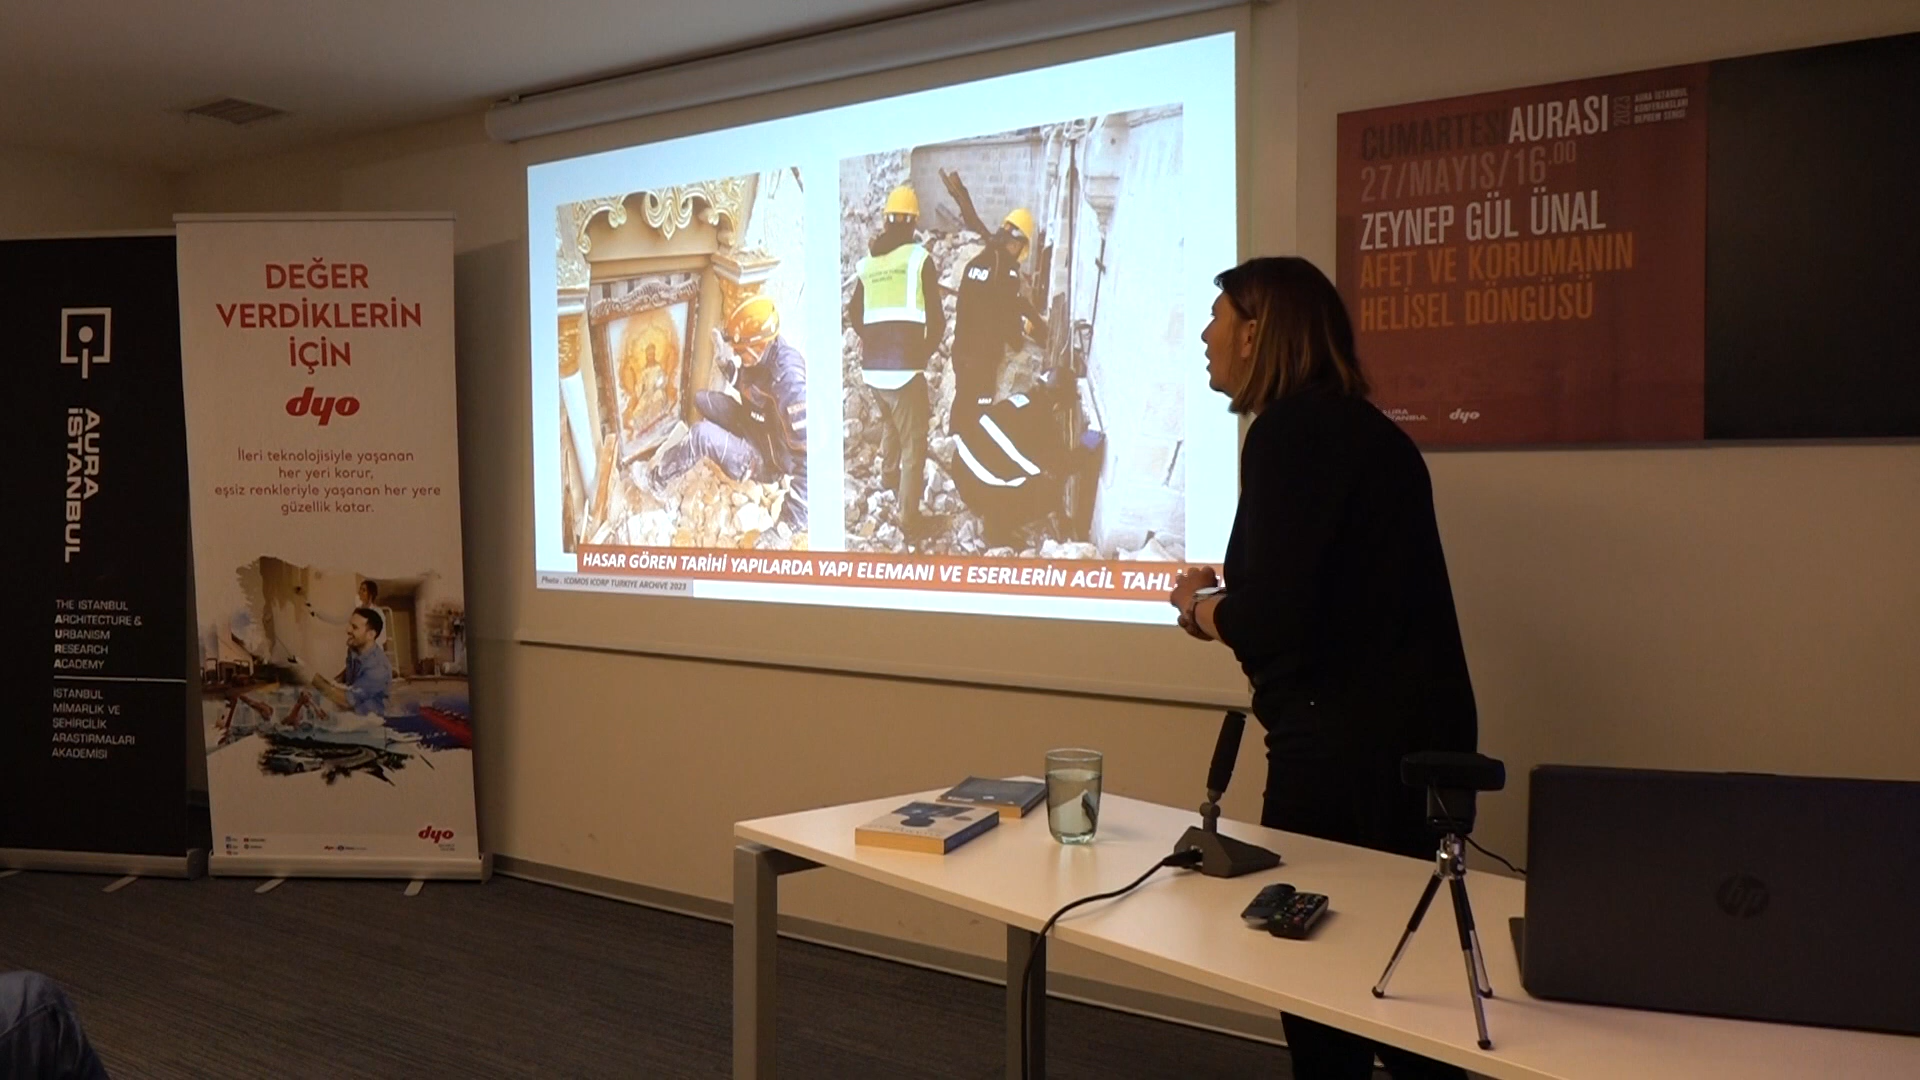 AURA
İSTANBUL
THE ISTANBUL
ARCHITECTURE &
URBANISM
RESEARCH
ACADEMY
İSTANBUL
MİMARLIK VE
ŞEHİRCİLİK
ARAŞTIRMALARI
AKADEMİSİ
DEĞER
VERDİKLERİN
İÇİN
dyo
İleri teknolojisiyle yaşanan
her yeri korur,
eşsiz renkleriyle yaşanan her yere
güzellik katar.
dyo
AFAD
HASAR GÖREN TARİHİ YAPILARDA YAPI ELEMANI VE ESERLERİN ACİL
Photo : ICOMOS ICORP TURKIYE ARCHIVE 2023
CUMARTESİ AURASI
2023
AURA İSTANBUL
KONFERANSLARI
DEPREM SERİSİ
27/MAYIS/16.00
ZEYNEP GÜL ÜNAL
AFET VE KORUMANIN
HELİSEL DÖNGÜSÜ
dyo
hp